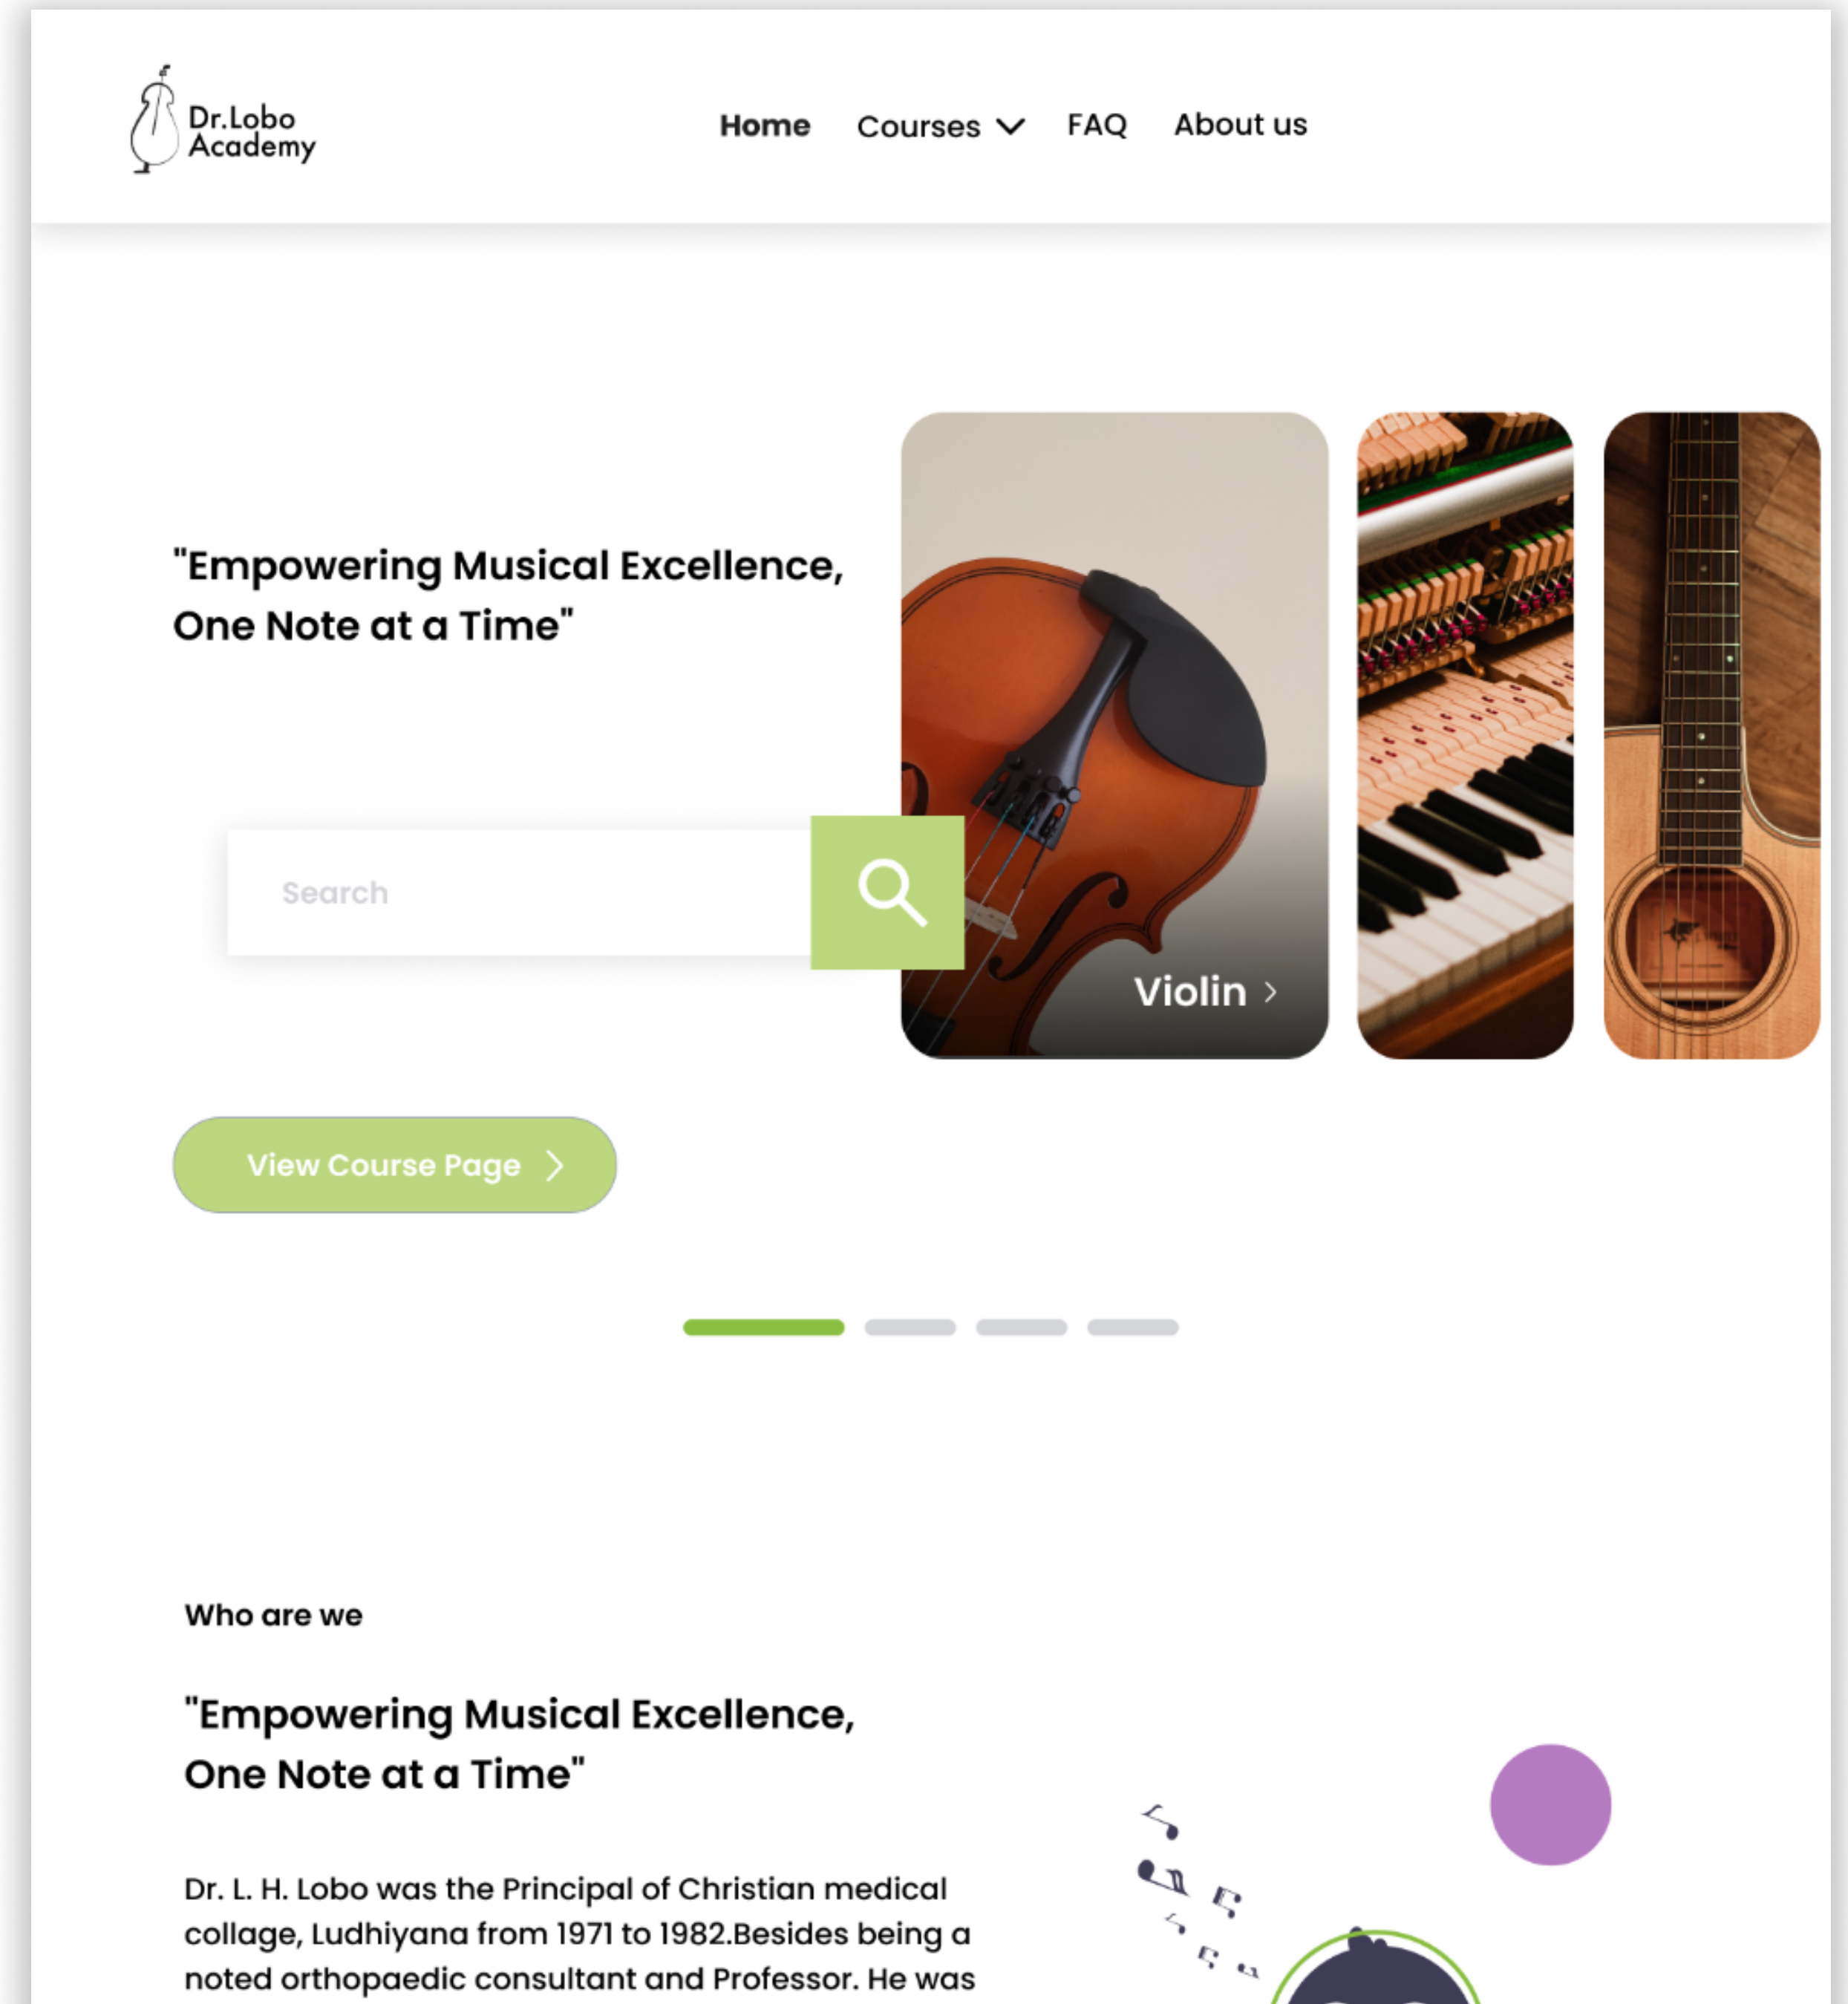 Dr.Lobo
Academy
Home Courses FAQ About us
"Empowering Musical Excellence,
One Note at a Time"
Search
Violin
View Course Page
Who are we
"Empowering Musical Excellence,
One Note at a Time"
Dr. L. H. Lobo was the Principal of Christian medical
collage, Ludhiyana from 1971 to 1982.Besides being a
noted orthopaedic consultant and Professor. He was